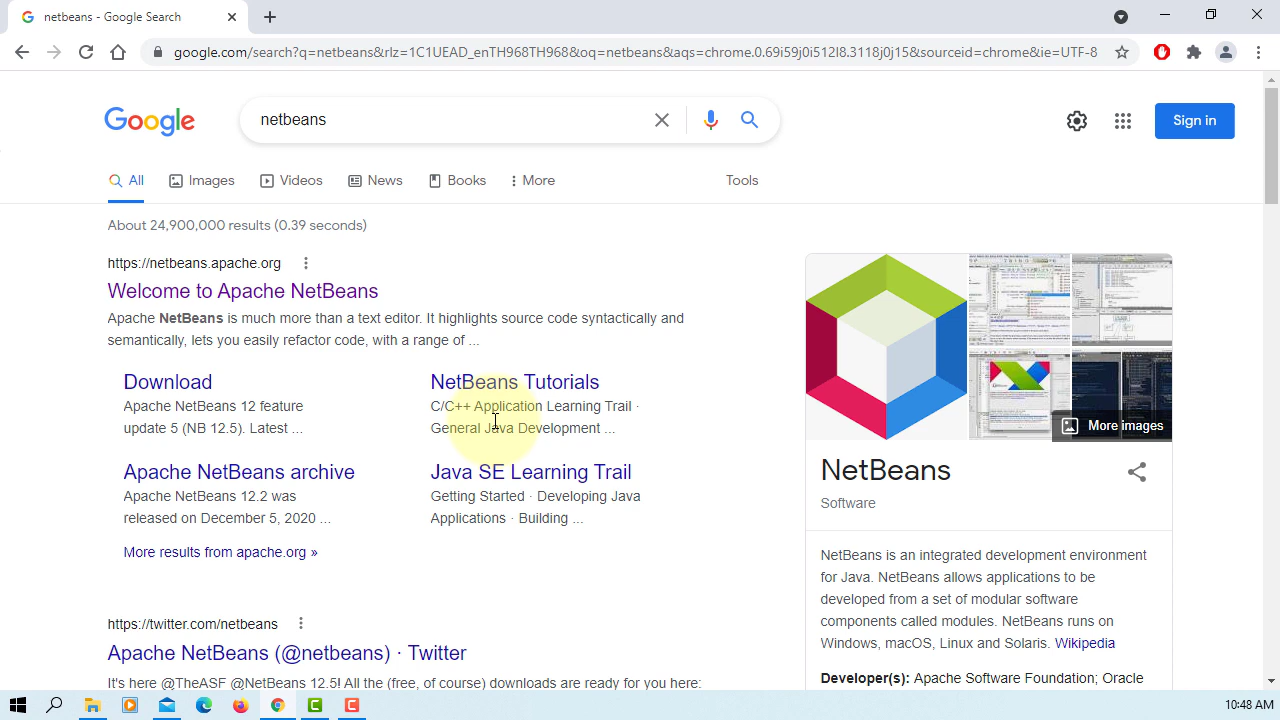 netbeans - Google Search
google.com/search?q=netbeans&rlz=1C1UEAD_enTH968TH968&oq=netbeans&aqs=chrome.0.69i59j0i512l8.3118j0j15&sourceid=chrome&ie=UTF-8
Google
netbeans
Sign in
All
Images
Videos
News
Books
More
Tools
About 24,900,000 results (0.39 seconds)
https://netbeans.apache.org
Welcome to Apache NetBeans
Apache NetBeans is much more than a text editor. It highlights source code syntactically and
semantically, lets you easily refactor code, with a range of ...
Download
Apache NetBeans 12 feature
update 5 (NB 12.5). Latest ...
NetBeans Tutorials
C++ Application Learning Trail ·
General Java Development ...
Apache NetBeans archive
Apache NetBeans 12.2 was
released on December 5, 2020 ...
Java SE Learning Trail
Getting Started · Developing Java
Applications · Building ...
More results from apache.org »
https://twitter.com/netbeans
Apache NetBeans (@netbeans) · Twitter
It's here @TheASF @NetBeans 12.5! All the (free, of course) downloads are ready for you here:
More images
NetBeans
Software
NetBeans is an integrated development environment
for Java. NetBeans allows applications to be
developed from a set of modular software
components called modules. NetBeans runs on
Windows, macOS, Linux and Solaris. Wikipedia
Developer(s): Apache Software Foundation; Oracle
10:48 AM